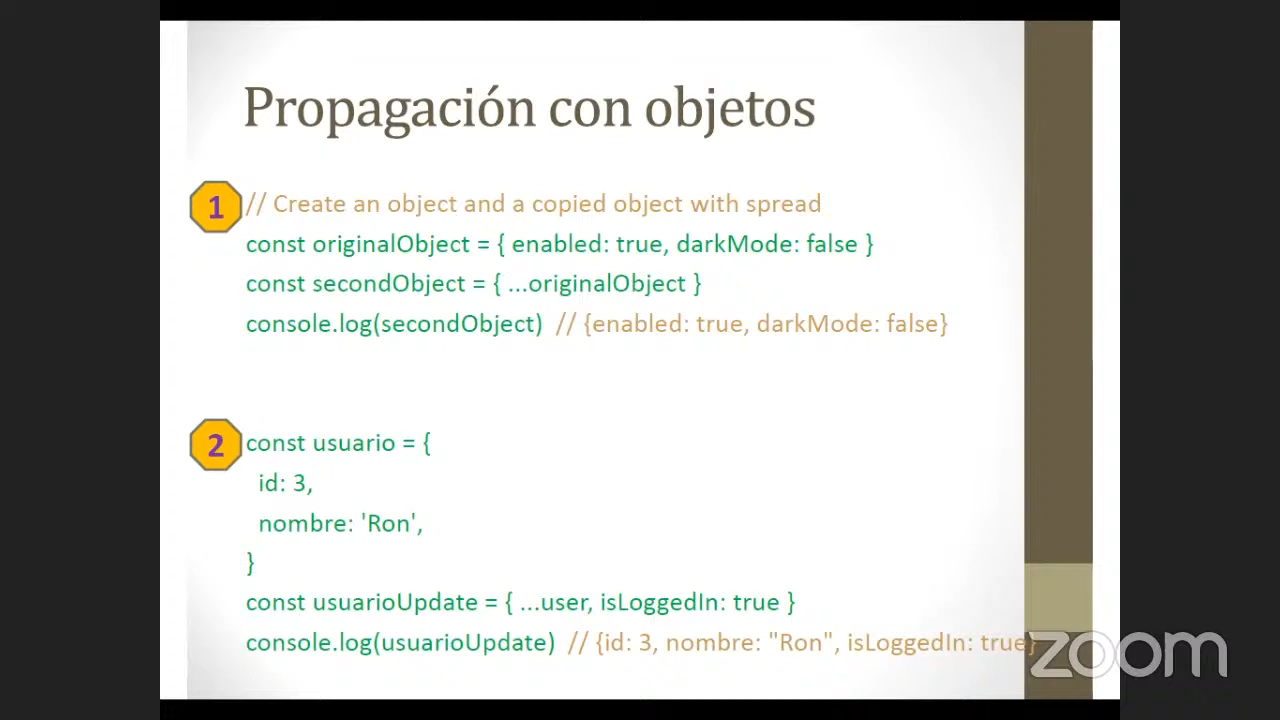 Propagación con objetos
1
// Create an object and a copied object with spread
const originalObject = { enabled: true, darkMode: false }
const secondObject = { ...originalObject }
console.log(secondObject) // {enabled: true, darkMode: false}
2
const usuario = {
id: 3,
nombre: 'Ron',
}
const usuarioUpdate = { ...user, isLoggedIn: true }
console.log(usuarioUpdate) // {id: 3, nombre: "Ron", isLoggedIn: true}
zoom